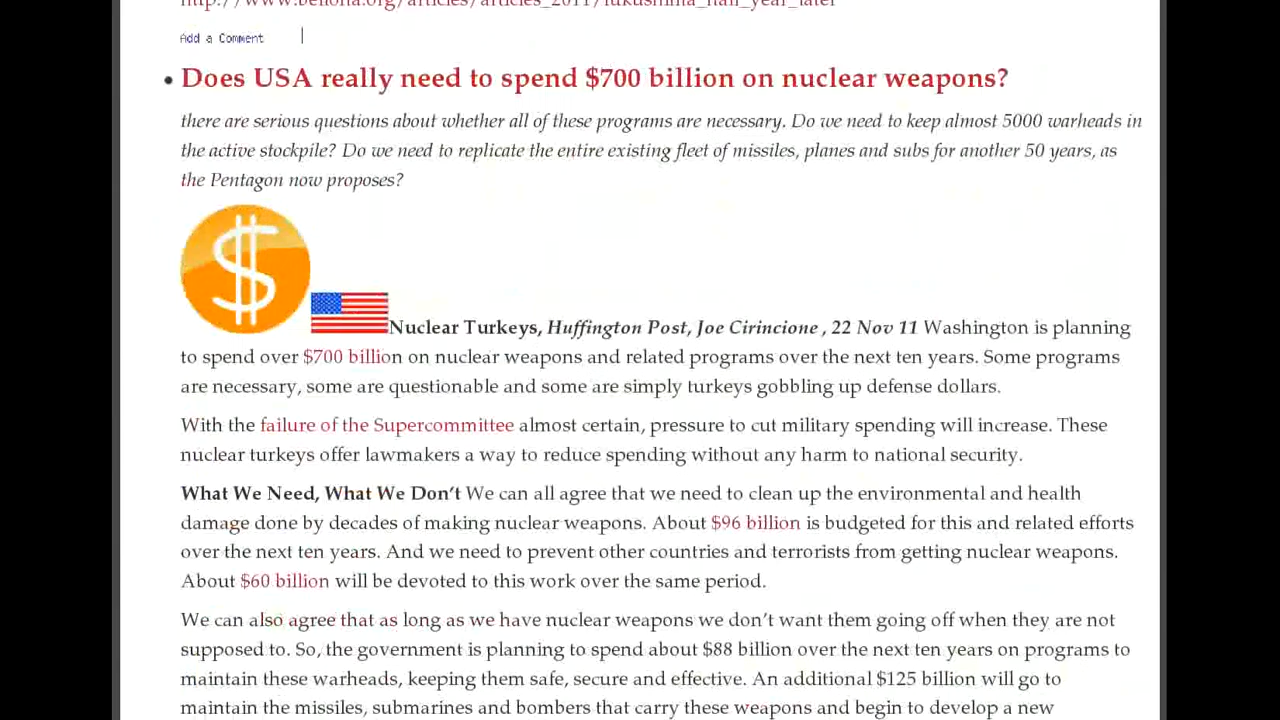 http://www.bellona.org/articles/articles_2011/fukushima_half_year_later
Add a Comment
Does USA really need to spend $700 billion on nuclear weapons?
there are serious questions about whether all of these programs are necessary. Do we need to keep almost 5000 warheads in
the active stockpile? Do we need to replicate the entire existing fleet of missiles, planes and subs for another 50 years, as
the Pentagon now proposes?
$
Nuclear Turkeys, Huffington Post, Joe Cirincione , 22 Nov 11 Washington is planning
to spend over $700 billion on nuclear weapons and related programs over the next ten years. Some programs
are necessary, some are questionable and some are simply turkeys gobbling up defense dollars.
With the failure of the Supercommittee almost certain, pressure to cut military spending will increase. These
nuclear turkeys offer lawmakers a way to reduce spending without any harm to national security.
What We Need, What We Don't We can all agree that we need to clean up the environmental and health
damage done by decades of making nuclear weapons. About $96 billion is budgeted for this and related efforts
over the next ten years. And we need to prevent other countries and terrorists from getting nuclear weapons.
About $60 billion will be devoted to this work over the same period.
We can also agree that as long as we have nuclear weapons we don't want them going off when they are not
supposed to. So, the government is planning to spend about $88 billion over the next ten years on programs to
maintain these warheads, keeping them safe, secure and effective. An additional $125 billion will go to
maintain the missiles, submarines and bombers that carry these weapons and begin to develop a new